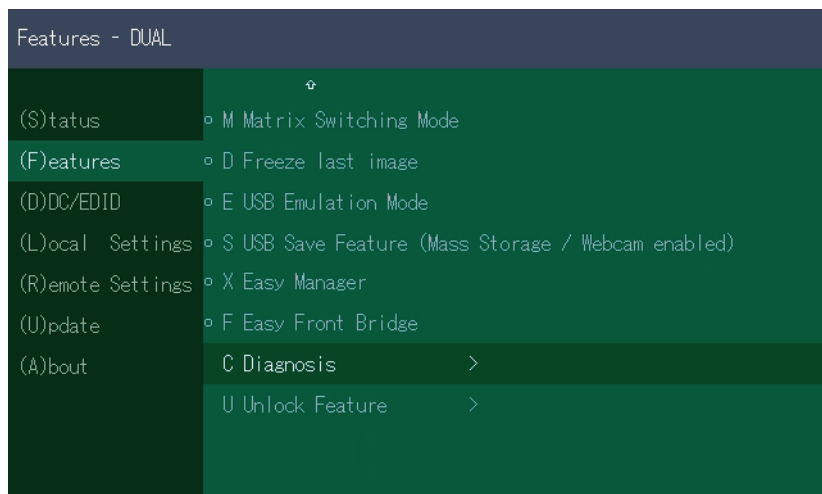 Features - DUAL
⇧
(S)tatus
(F)eatures
(D)DC/EDID
(L)ocal Settings
(R)emote Settings
(U)pdate
(A)bout
M Matrix Switching Mode
D Freeze last image
E USB Emulation Mode
S USB Save Feature (Mass Storage / Webcam enabled)
X Easy Manager
F Easy Front Bridge
C Diagnosis >
U Unlock Feature >